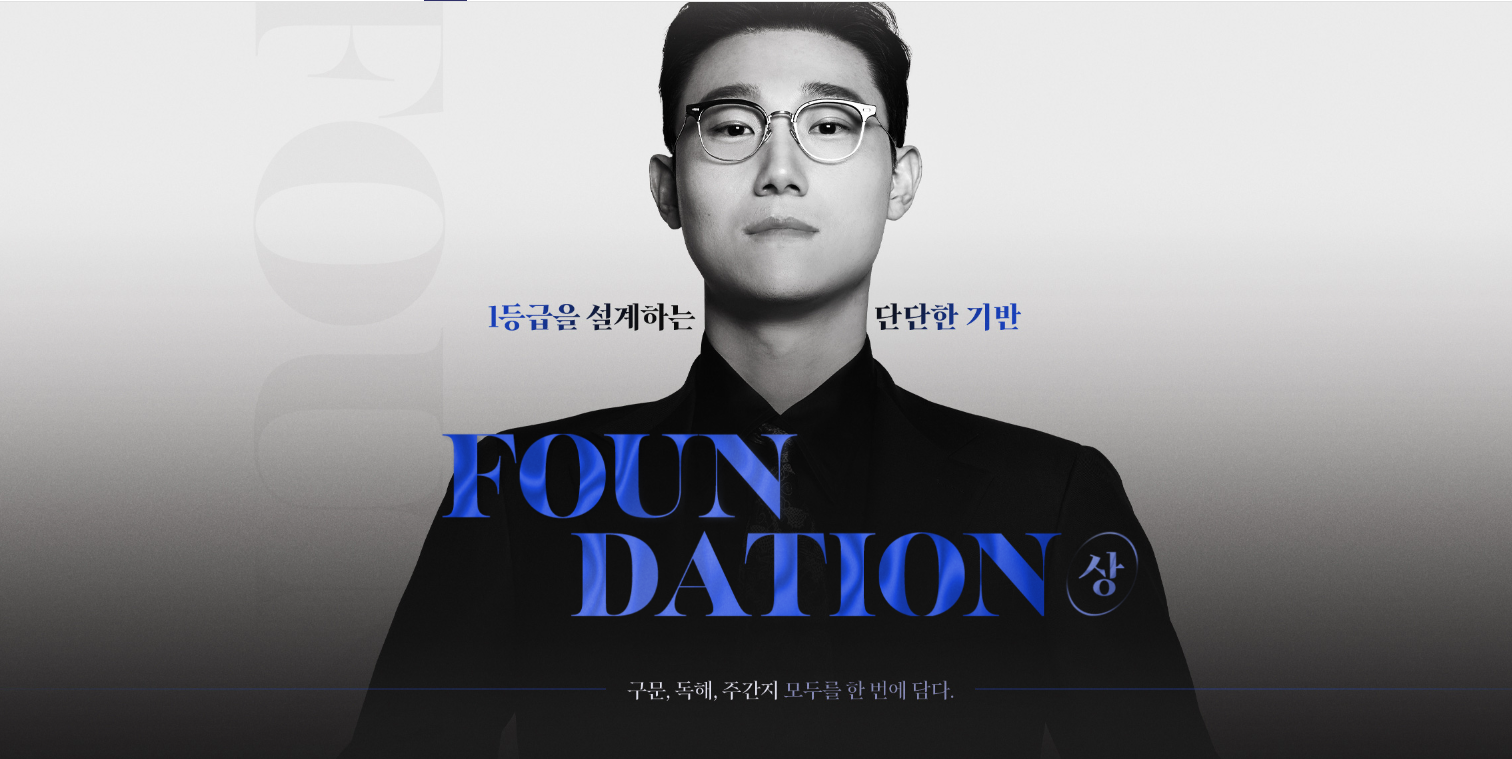 FOU
1등급을 설계하는 단단한 기반
FOUN
DATION 상
구문, 독해, 주간지 모두를 한 번에 담다.